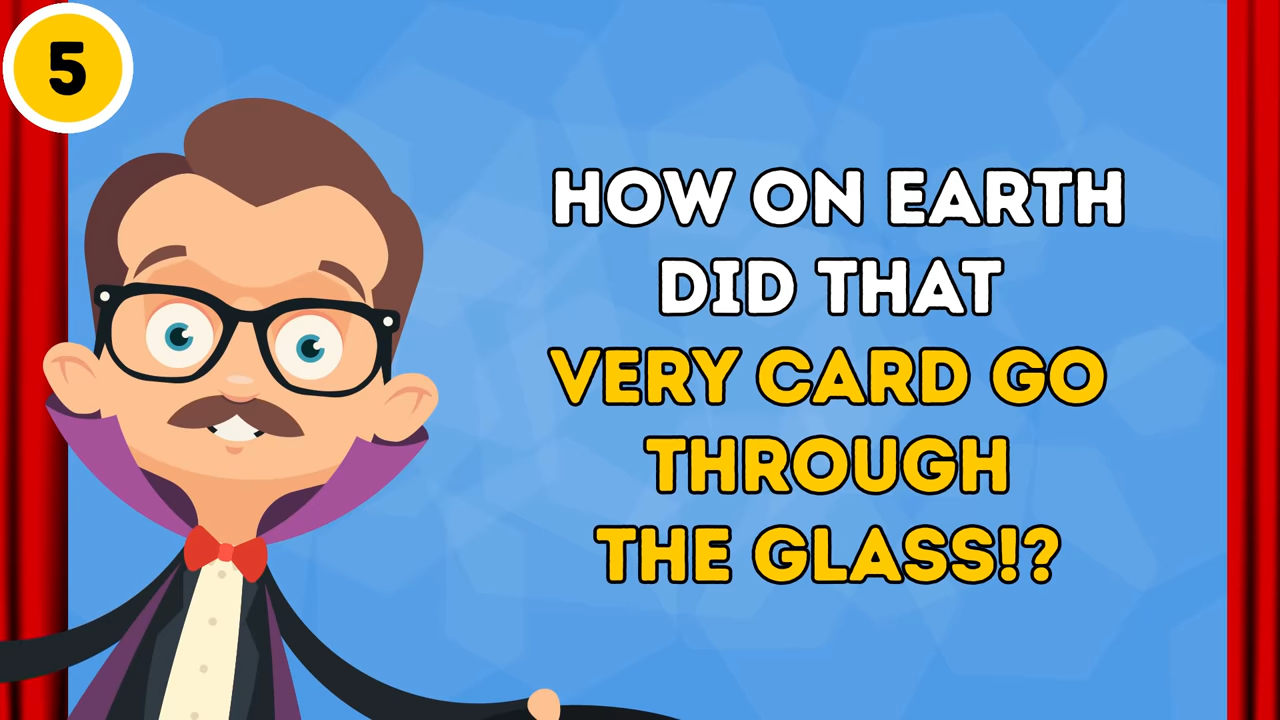 5
HOW ON EARTH
DID THAT
VERY CARD GO
THROUGH
THE GLASS!?